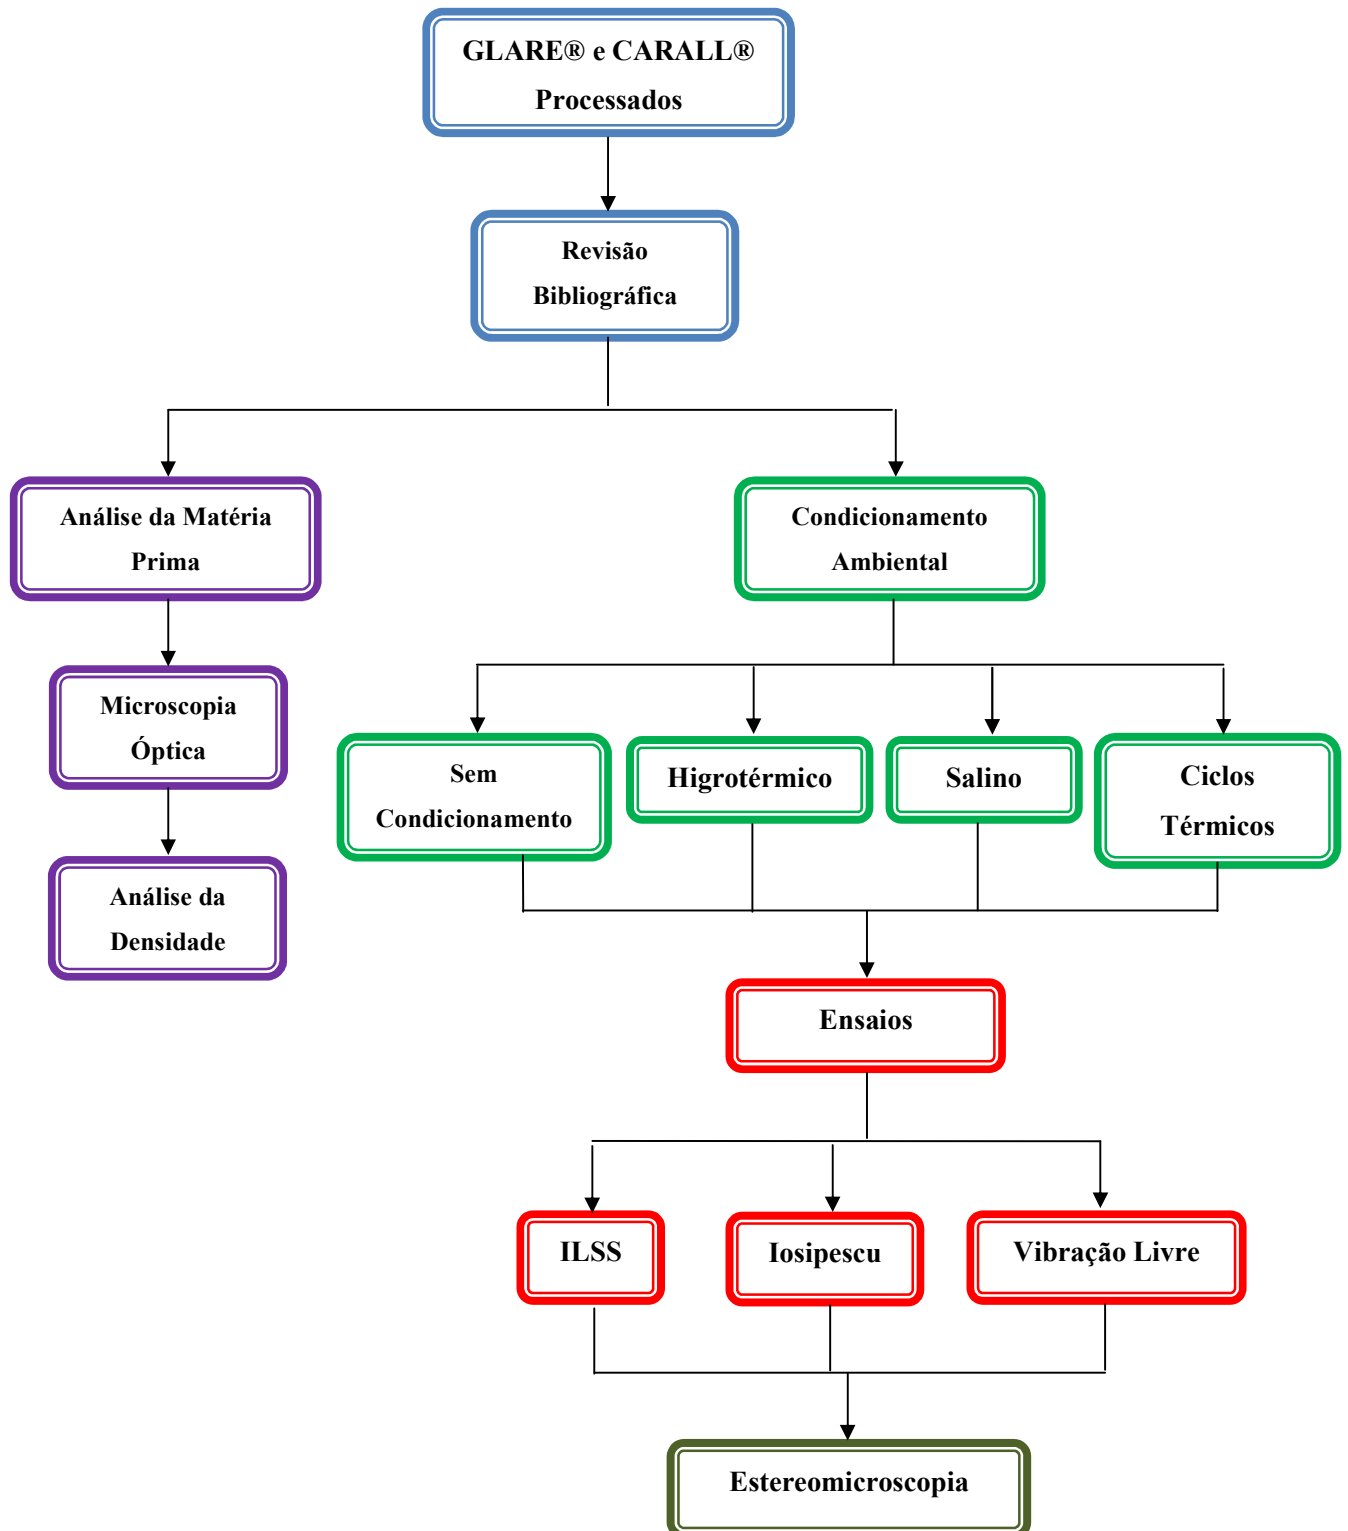 GLARE® e CARALL®
Processados
Revisão
Bibliográfica
Análise da Matéria
Prima
Condicionamento
Ambiental
Microscopia
Óptica
Sem
Condicionamento
Higrotérmico
Salino
Ciclos
Térmicos
Análise da
Densidade
Ensaios
ILSS
Iosipescu
Vibração Livre
Estereomicroscopia